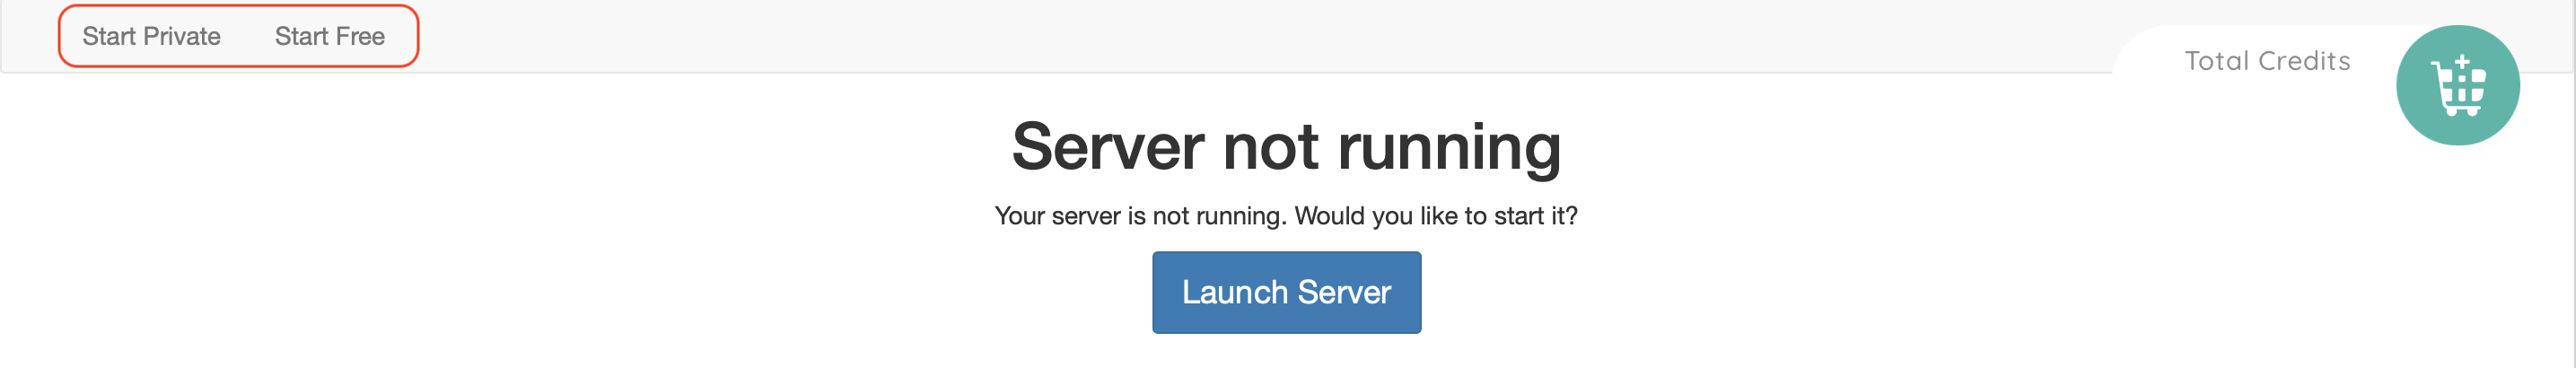 Start Private Start Free
Total Credits
Server not running
Your server is not running. Would you like to start it?
Launch Server